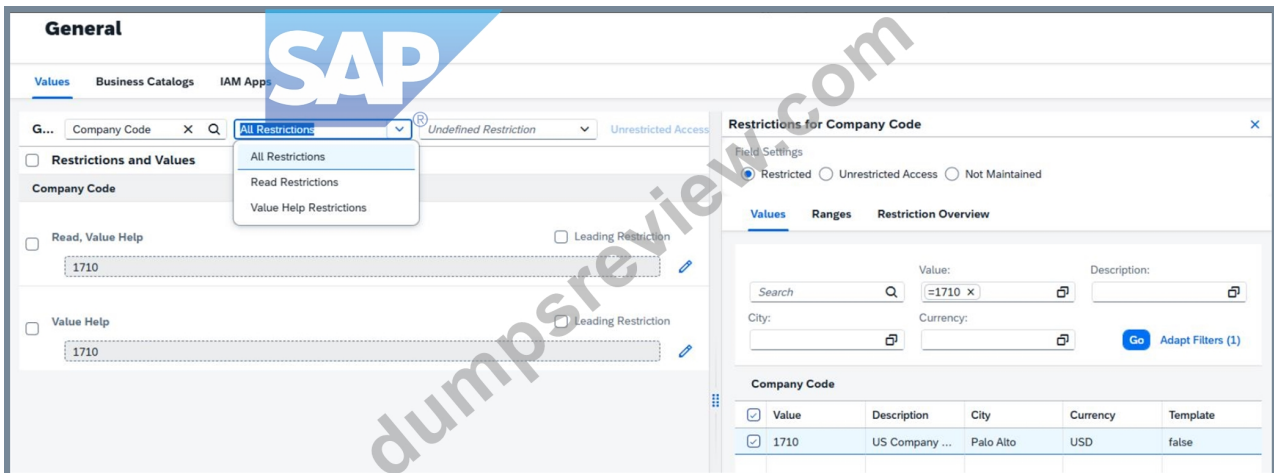 General
SAP
®
Values Business Catalogs IAM Apps
G... Company Code All Restrictions Undefined Restriction Unrestricted Access
All Restrictions
Read Restrictions
Value Help Restrictions
Restrictions and Values
Company Code
Read, Value Help Leading Restriction
1710
Value Help Leading Restriction
1710
Restrictions for Company Code
Field Settings
Restricted Unrestricted Access Not Maintained
Values Ranges Restriction Overview
Value: Description:
Search =1710
City: Currency:
Go Adapt Filters (1)
Company Code
Value Description City Currency Template
1710 US Company ... Palo Alto USD false
dumpsreview.com